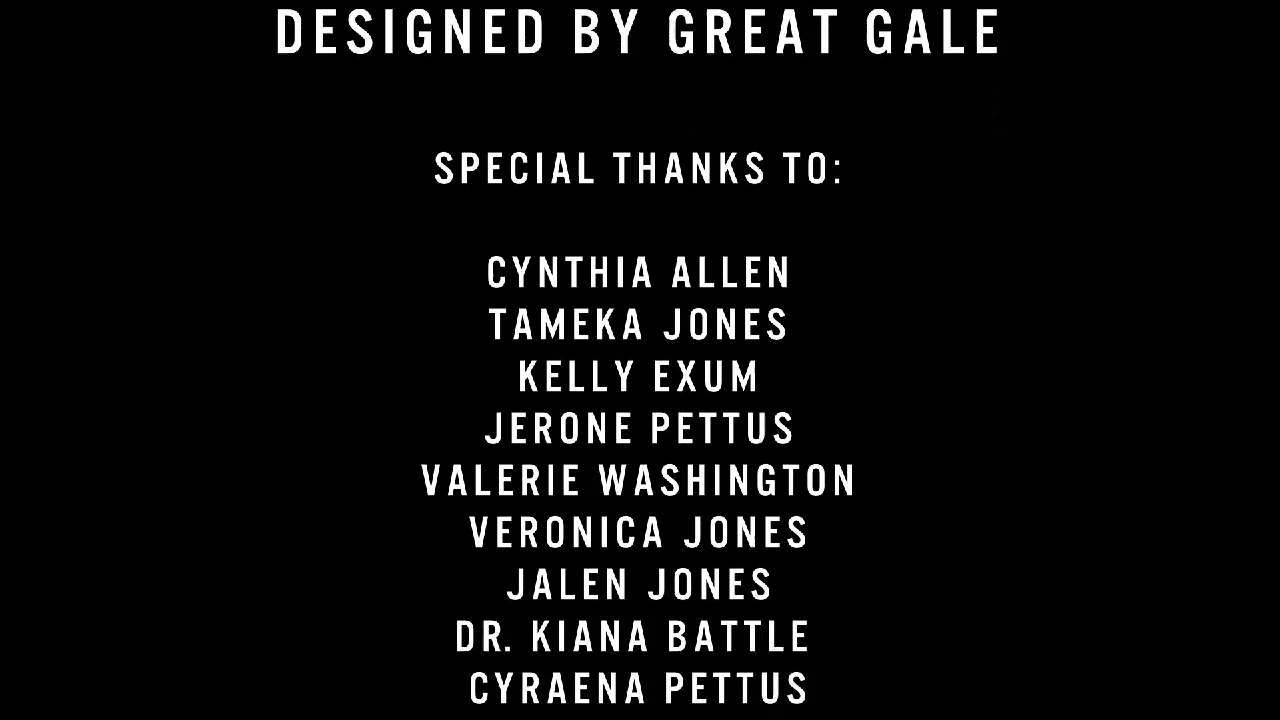 DESIGNED BY GREAT GALE
SPECIAL THANKS TO:
CYNTHIA ALLEN
TAMEKA JONES
KELLY EXUM
JERONE PETTUS
VALERIE WASHINGTON
VERONICA JONES
JALEN JONES
DR. KIANA BATTLE
CYRAENA PETTUS